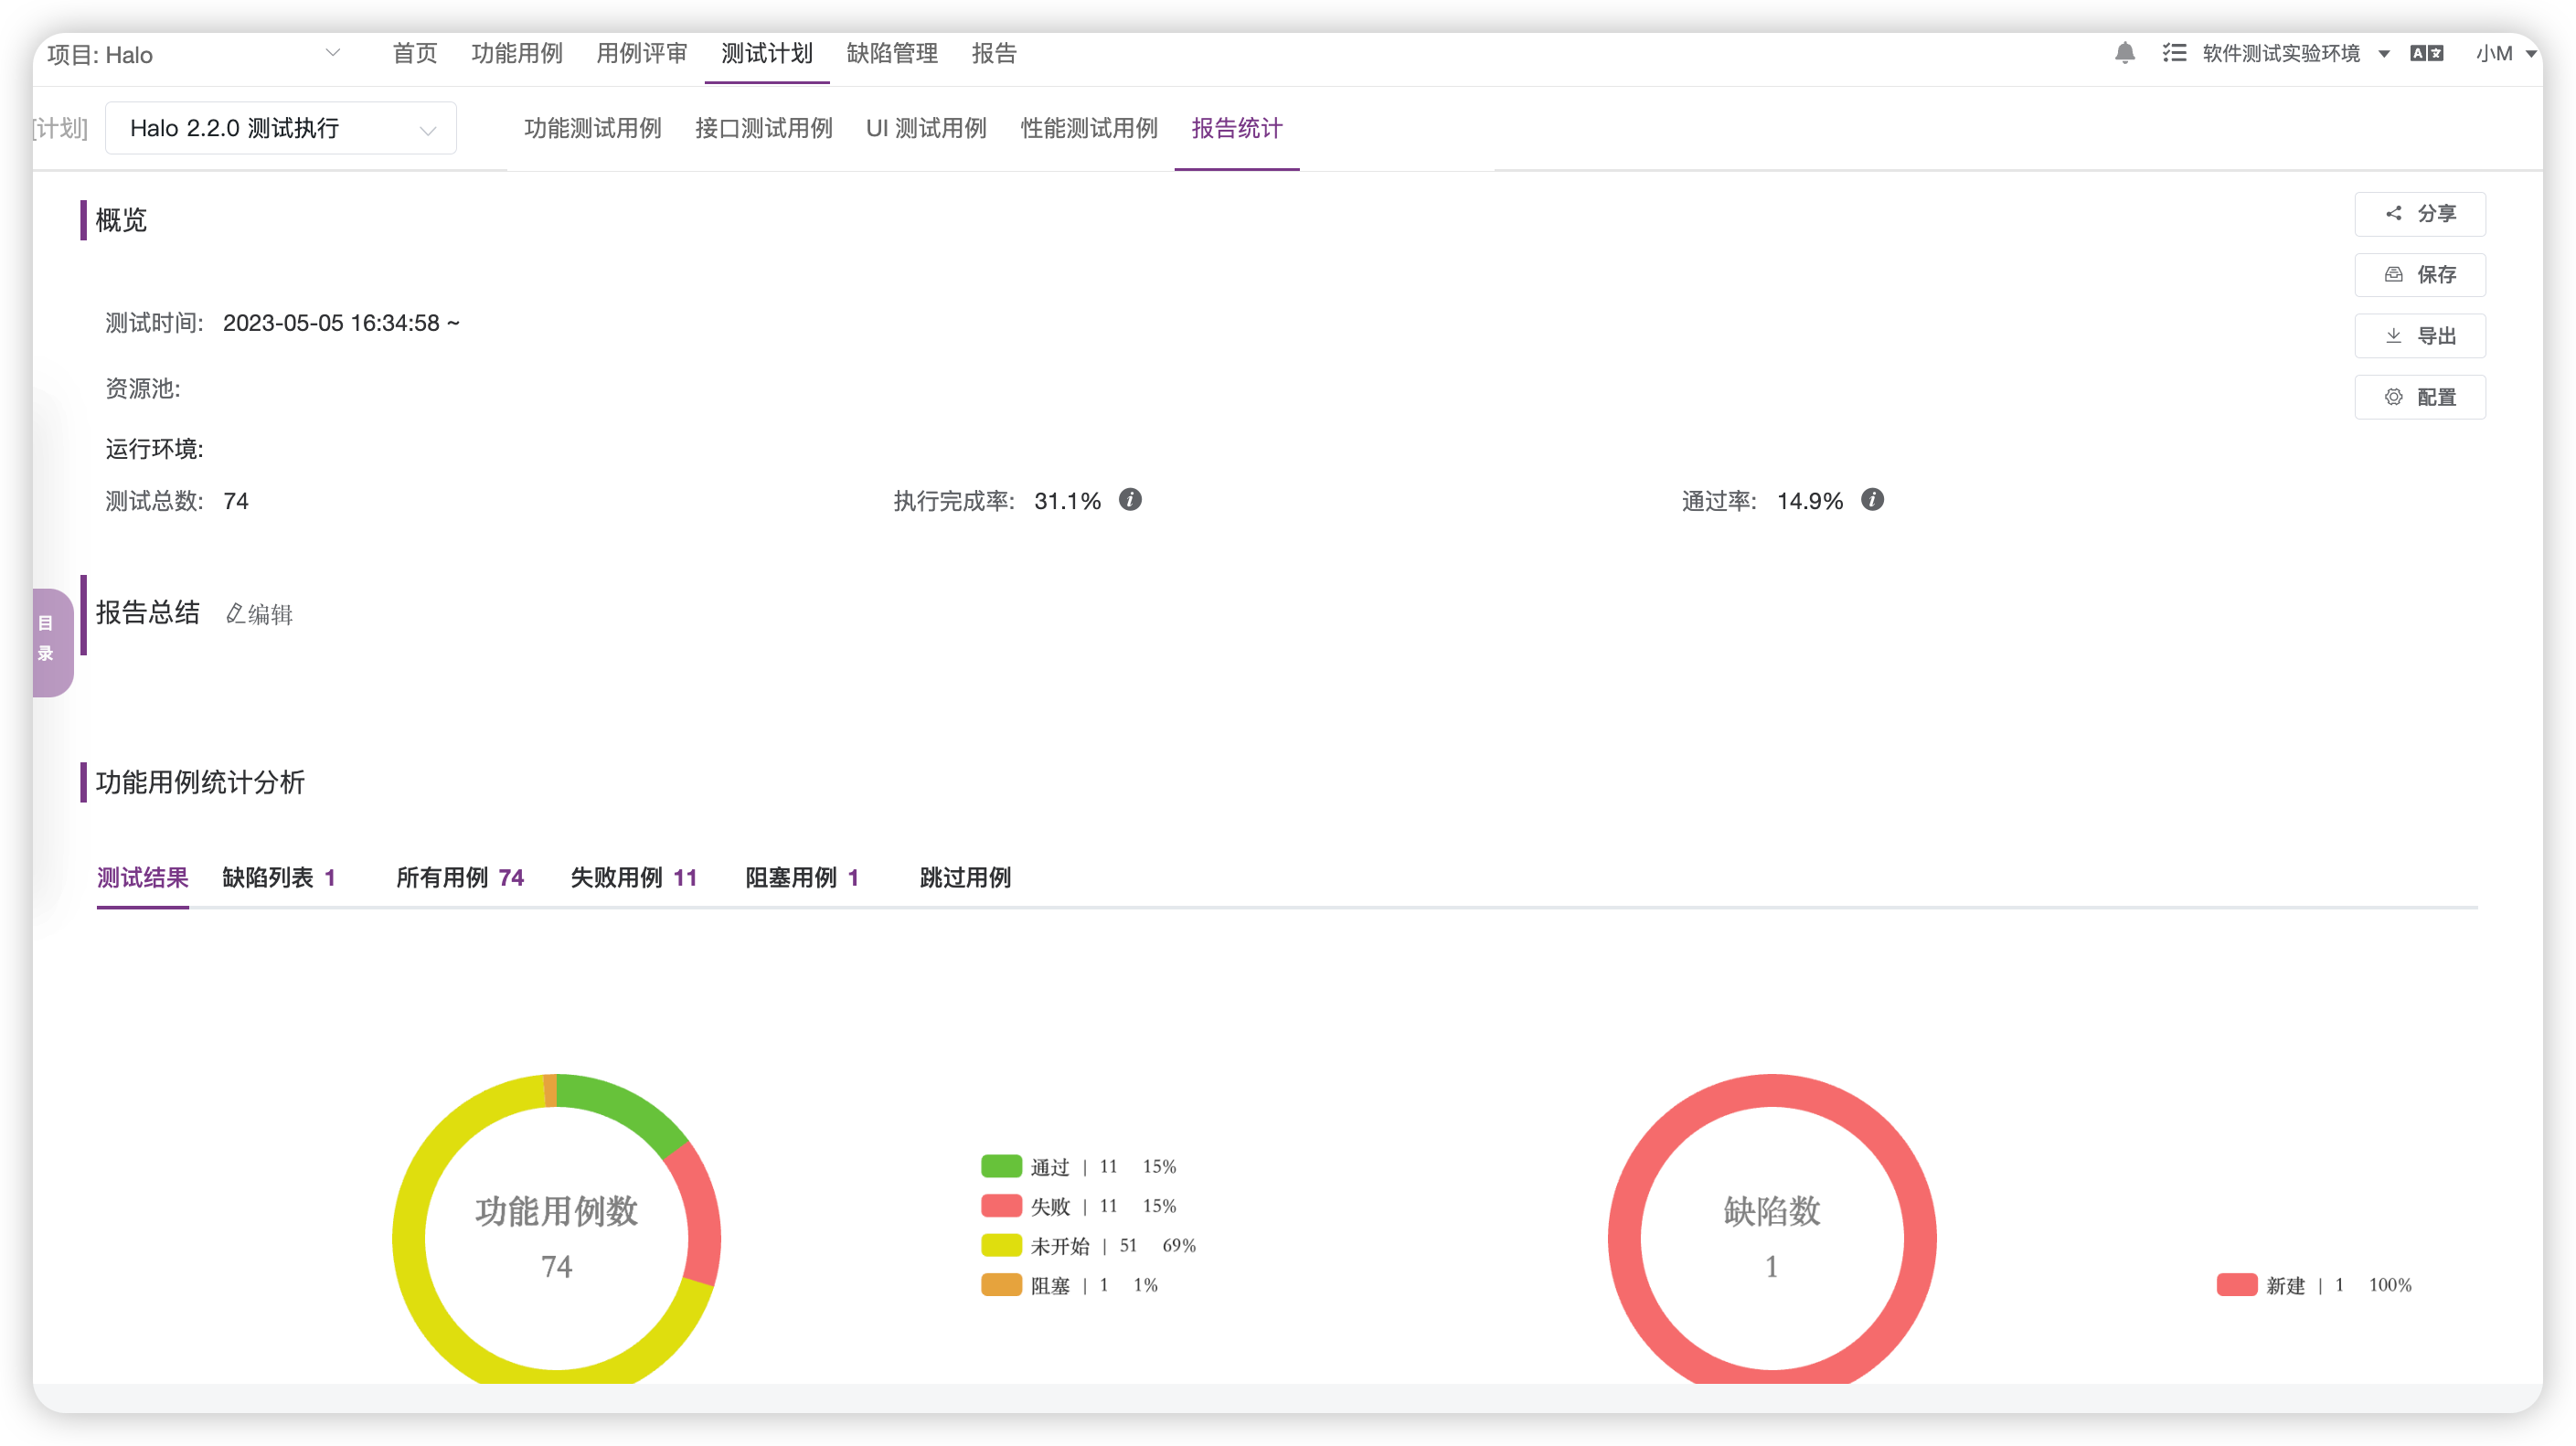 项目: Halo 首页 功能用例 用例评审 测试计划 缺陷管理 报告 软件测试实验环境 小M
[计划] Halo 2.2.0 测试执行 功能测试用例 接口测试用例 UI 测试用例 性能测试用例 报告统计
概览
分享
保存
导出
配置
测试时间: 2023-05-05 16:34:58 ~
资源池:
运行环境:
测试总数: 74 执行完成率: 31.1% 通过率: 14.9%
目录
报告总结 编辑
功能用例统计分析
测试结果 缺陷列表 1 所有用例 74 失败用例 11 阻塞用例 1 跳过用例
功能用例数
74
通过 | 11 15%
失败 | 11 15%
未开始 | 51 69%
阻塞 | 1 1%
缺陷数
1
新建 | 1 100%